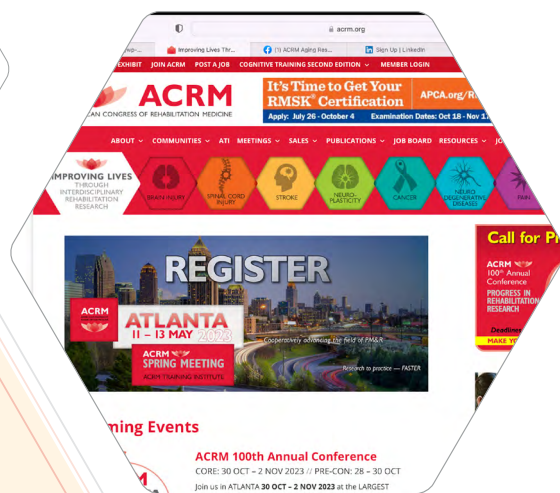 acrm.org
Improving Lives Thr...
(1) ACRM Aging Res...
Sign Up | LinkedIn
EXHIBIT JOIN ACRM POST A JOB COGNITIVE TRAINING SECOND EDITION MEMBER LOGIN
ACRM
CONGRESS OF REHABILITATION MEDICINE
It's Time to Get Your
RMSK® Certification
APCA.org/R
Apply: July 26 - October 4 Examination Dates: Oct 18 - Nov 1
ABOUT COMMUNITIES ATI MEETINGS SALES PUBLICATIONS JOB BOARD RESOURCES
IMPROVING LIVES
THROUGH
INTERDISCIPLINARY
REHABILITATION
RESEARCH
BRAIN INJURY
SPINAL CORD
INJURY
STROKE
NEURO-
PLASTICITY
CANCER
NEURO
DEGENERATIVE
DISEASES
PAIN
REGISTER
ACRM
ATLANTA
11 – 13 MAY 2023
Cooperatively advancing the field of PM&R
ACRM
SPRING MEETING
ACRM TRAINING INSTITUTE
Research to practice — FASTER
Call for Pr
ACRM
100th Annual
Conference
PROGRESS IN
REHABILITATION
RESEARCH
Deadlines
MAKE YO
ming Events
ACRM 100th Annual Conference
CORE: 30 OCT – 2 NOV 2023 // PRE-CON: 28 – 30 OCT
Join us in ATLANTA 30 OCT – 2 NOV 2023 at the LARGEST